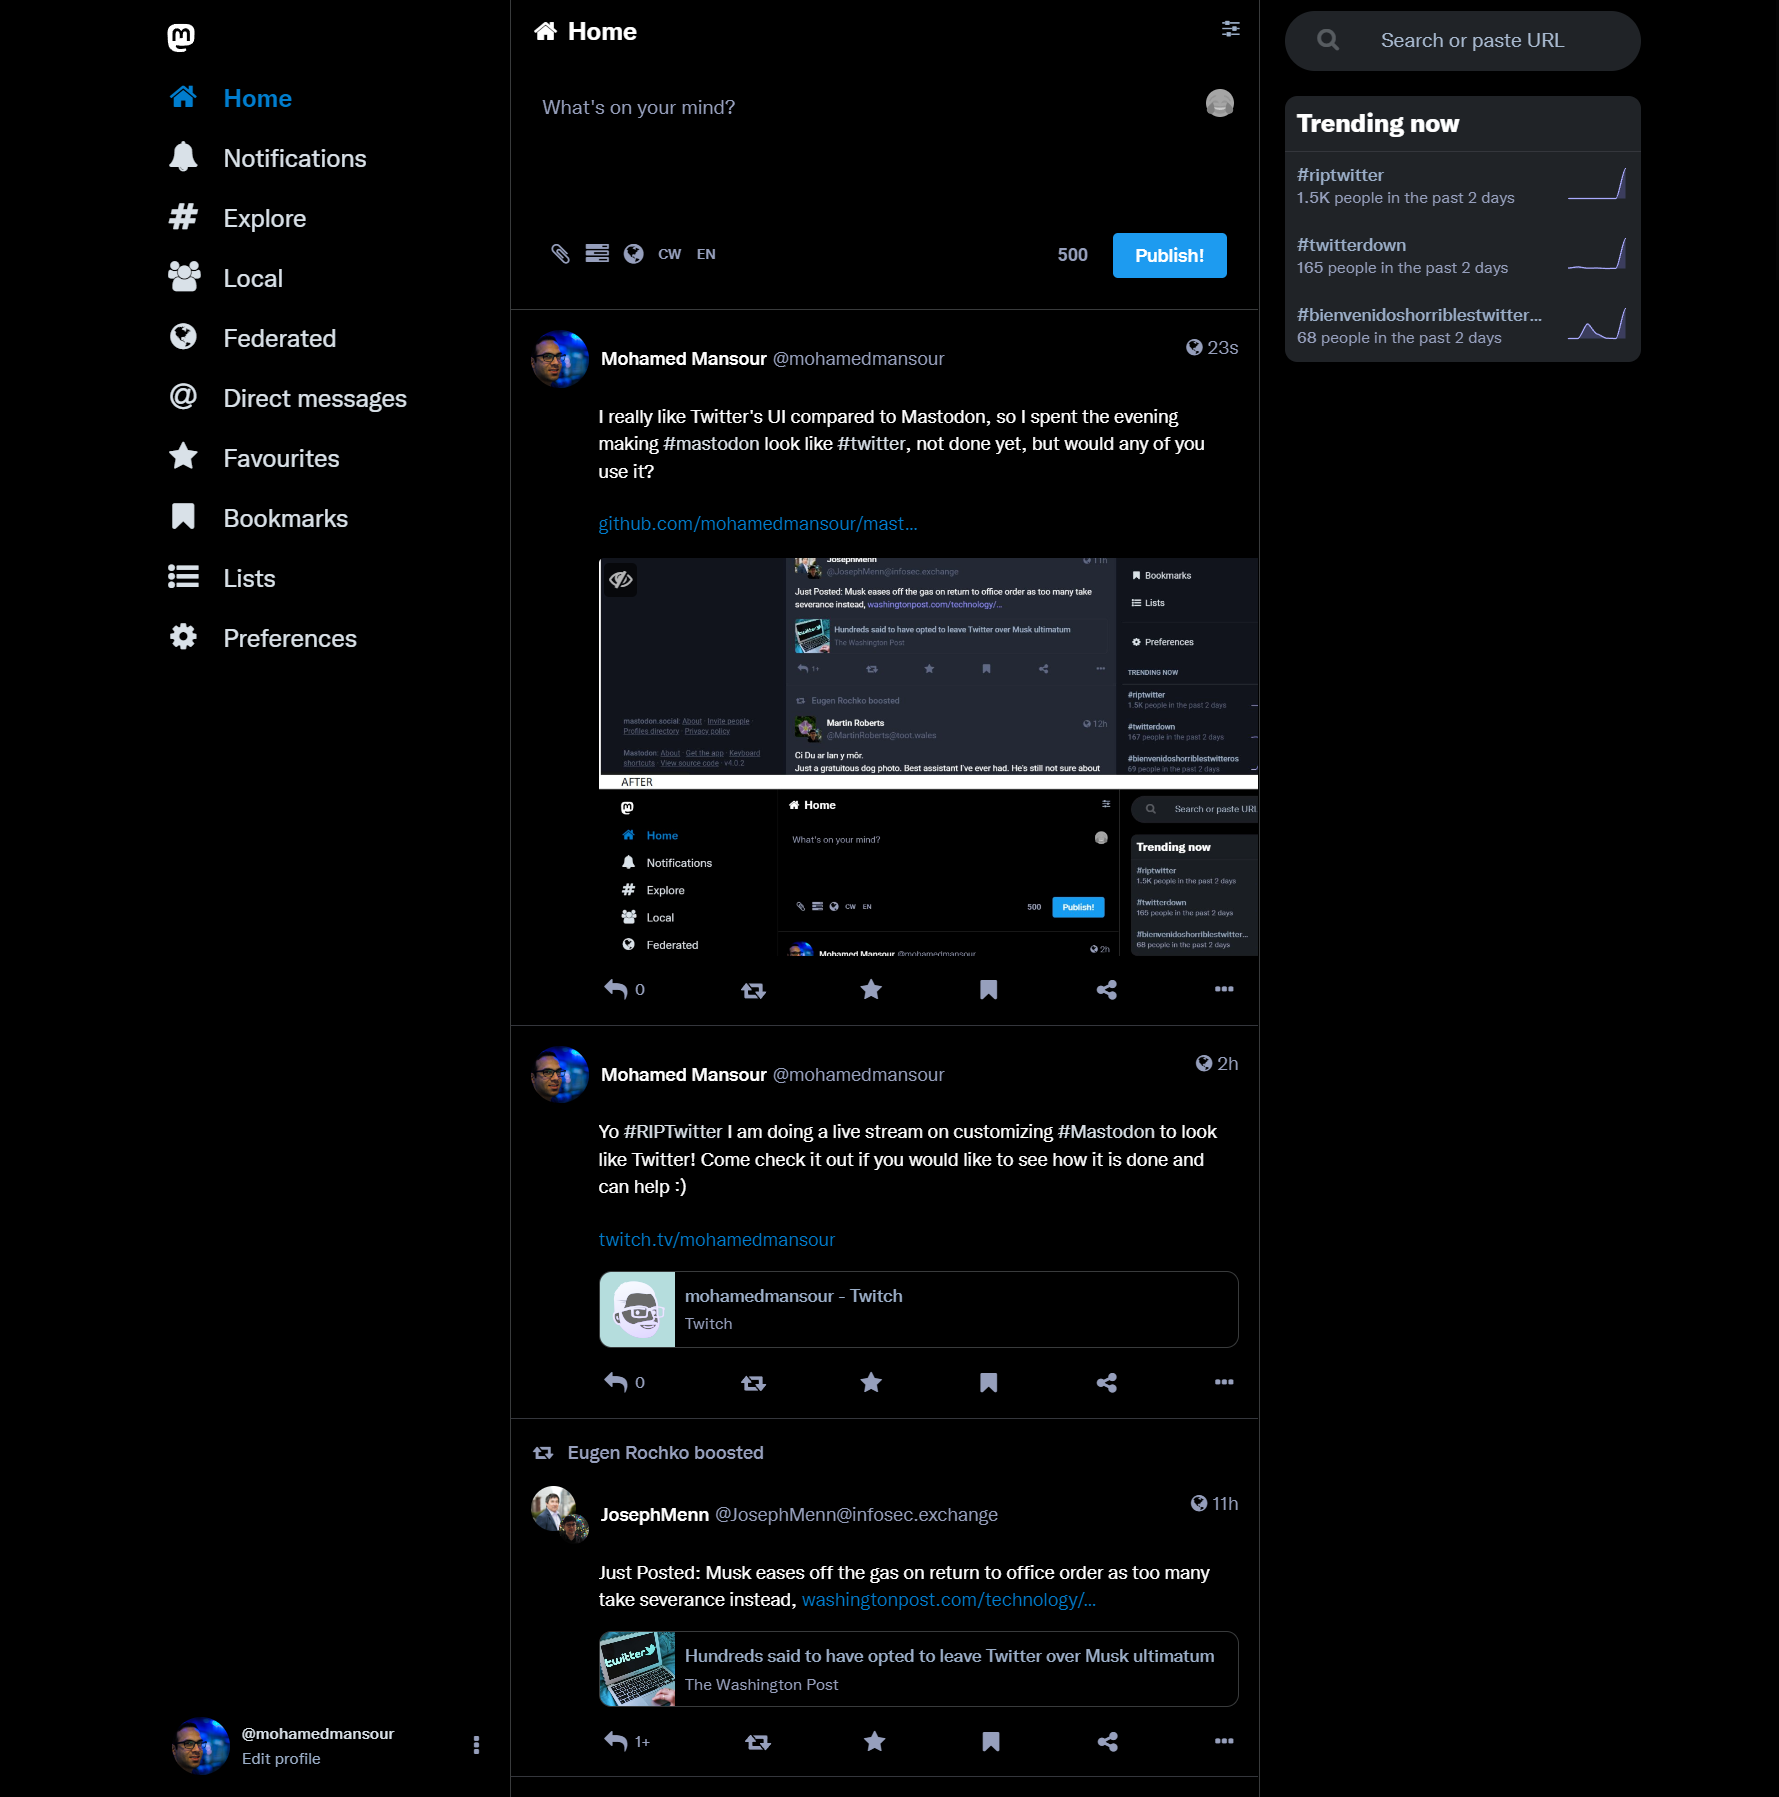 Home
Notifications
Explore
Local
Federated
Direct messages
Favourites
Bookmarks
Lists
Preferences
@mohamedmansour
Edit profile
Home
What's on your mind?
CW EN
500
Publish!
Mohamed Mansour @mohamedmansour
23s
I really like Twitter's UI compared to Mastodon, so I spent the evening
making #mastodon look like #twitter, not done yet, but would any of you
use it?
github.com/mohamedmansour/mast...
JosephMenn
11h
@JosephMenn@infosec.exchange
Just Posted: Musk eases off the gas on return to office order as too many take
severance instead, washingtonpost.com/technology/...
Hundreds said to have opted to leave Twitter over Musk ultimatum
The Washington Post
1+
Eugen Rochko boosted
Martin Roberts
12h
@MartinRoberts@toot.wales
Ci Du ar lan y môr.
Just a gratuitous dog photo. Best assistant I've ever had. He's still not sure about
mastodon.social: About · Invite people ·
Profiles directory · Privacy policy
Mastodon: About · Get the app · Keyboard
shortcuts · View source code · v4.0.2
Bookmarks
Lists
Preferences
TRENDING NOW
#riptwitter
1.5K people in the past 2 days
#twitterdown
167 people in the past 2 days
#bienvenidoshorriblestwitteros
69 people in the past 2 days
AFTER
Home
Notifications
Explore
Local
Federated
Home
What's on your mind?
CW EN
500
Publish!
Mohamed Mansour @mohamedmansour
2h
Search or paste URL
Trending now
#riptwitter
1.5K people in the past 2 days
#twitterdown
165 people in the past 2 days
#bienvenidoshorriblestwitter...
68 people in the past 2 days
0
Mohamed Mansour @mohamedmansour
2h
Yo #RIPTwitter I am doing a live stream on customizing #Mastodon to look
like Twitter! Come check it out if you would like to see how it is done and
can help :)
twitch.tv/mohamedmansour
mohamedmansour - Twitch
Twitch
0
Eugen Rochko boosted
JosephMenn @JosephMenn@infosec.exchange
11h
Just Posted: Musk eases off the gas on return to office order as too many
take severance instead, washingtonpost.com/technology/...
twitter
Hundreds said to have opted to leave Twitter over Musk ultimatum
The Washington Post
1+
Search or paste URL
Trending now
#riptwitter
1.5K people in the past 2 days
#twitterdown
165 people in the past 2 days
#bienvenidoshorriblestwitter...
68 people in the past 2 days